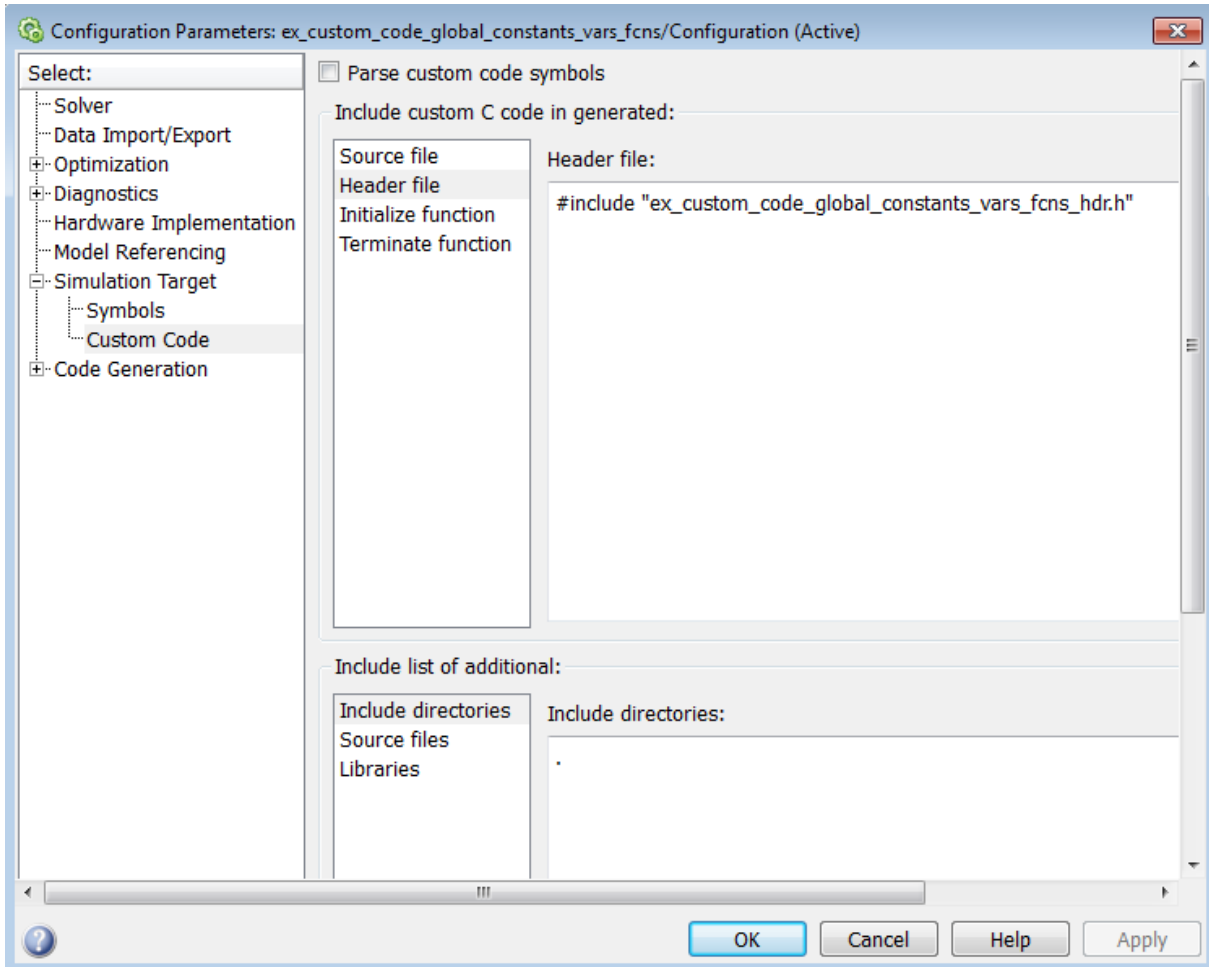 Configuration Parameters: ex_custom_code_global_constants_vars_fcns/Configuration (Active)
Select:
Solver
Data Import/Export
Optimization
Diagnostics
Hardware Implementation
Model Referencing
Simulation Target
Symbols
Custom Code
Code Generation
Parse custom code symbols
Include custom C code in generated:
Source file
Header file
Initialize function
Terminate function
Header file:
#include "ex_custom_code_global_constants_vars_fcns_hdr.h"
Include list of additional:
Include directories
Source files
Libraries
Include directories:
.
OK
Cancel
Help
Apply